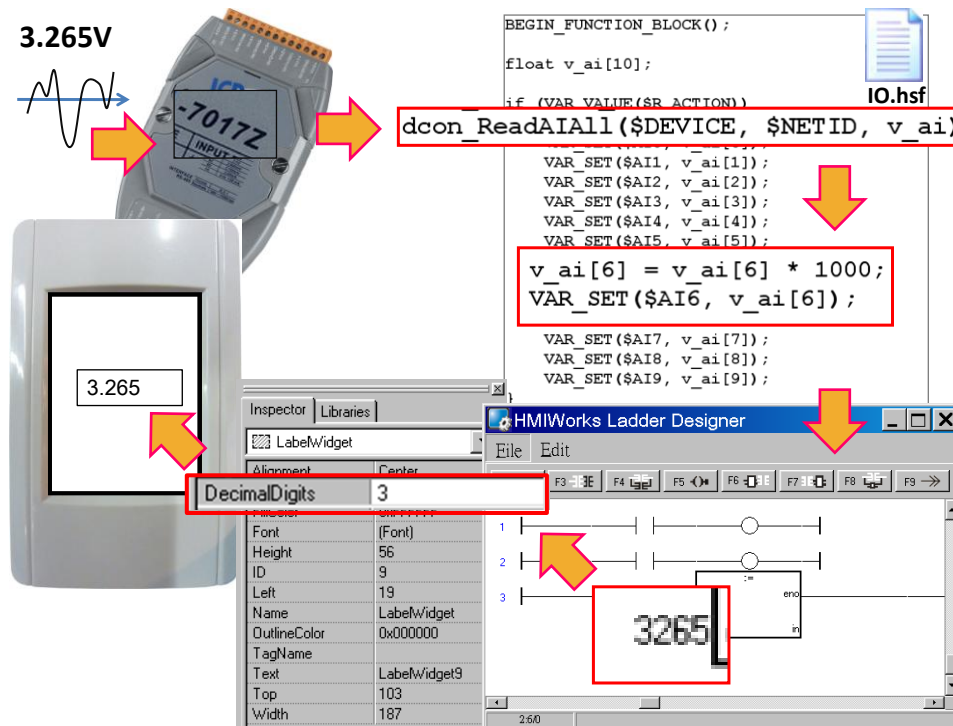 3.265V
ICP
-7017Z
INPUT
BEGIN_FUNCTION_BLOCK();
float v_ai[10];
if (VAR_VALUE($R_ACTION))
IO.hsf
dcon_ReadAIAll($DEVICE, $NETID, v_ai)
VAR_SET($AI1, v_ai[1]);
VAR_SET($AI2, v_ai[2]);
VAR_SET($AI3, v_ai[3]);
VAR_SET($AI4, v_ai[4]);
VAR_SET($AI5, v_ai[5]);
v_ai[6] = v_ai[6] * 1000;
VAR_SET($AI6, v_ai[6]);
VAR_SET($AI7, v_ai[7]);
VAR_SET($AI8, v_ai[8]);
VAR_SET($AI9, v_ai[9]);
}
3.265
Inspector Libraries
LabelWidget
Alignment Center
DecimalDigits 3
Font (Font)
Height 56
ID 9
Left 19
Name LabelWidget
OutlineColor 0x000000
TagName
Text LabelWidget9
Top 103
Width 187
HMIWorks Ladder Designer
File Edit
F3 F4 F5 F6 F7 F8 F9
1
2
3
:=
eno
in
3265
2:6/0